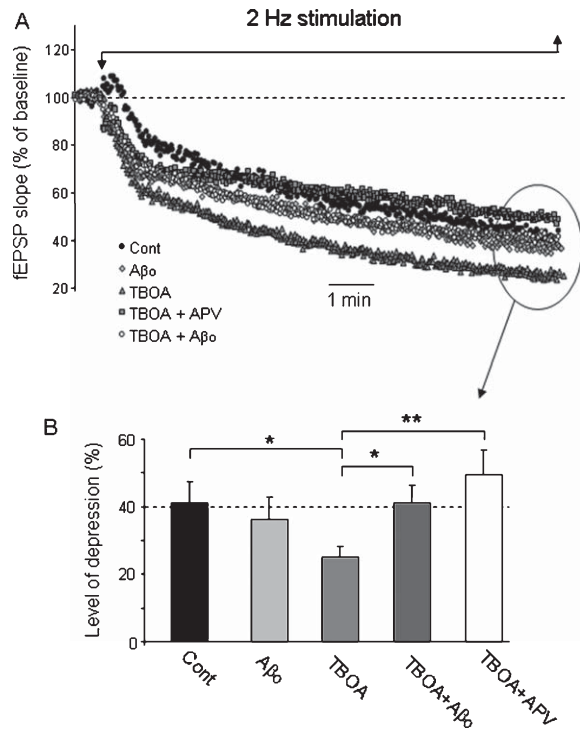 A
2 Hz stimulation
fEPSP slope (% of baseline)
120
100
80
60
40
20
Cont
Aβo
TBOA
TBOA + APV
TBOA + Aβo
1 min
B
Level of depression (%)
60
40
20
0
*
*
**
Cont
Aβo
TBOA
TBOA+Aβo
TBOA+APV